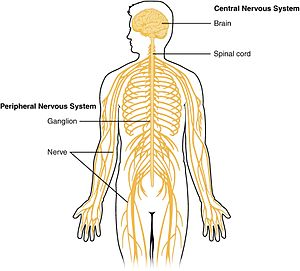 Central Nervous System
Brain
Spinal cord
Peripheral Nervous System
Ganglion
Nerve